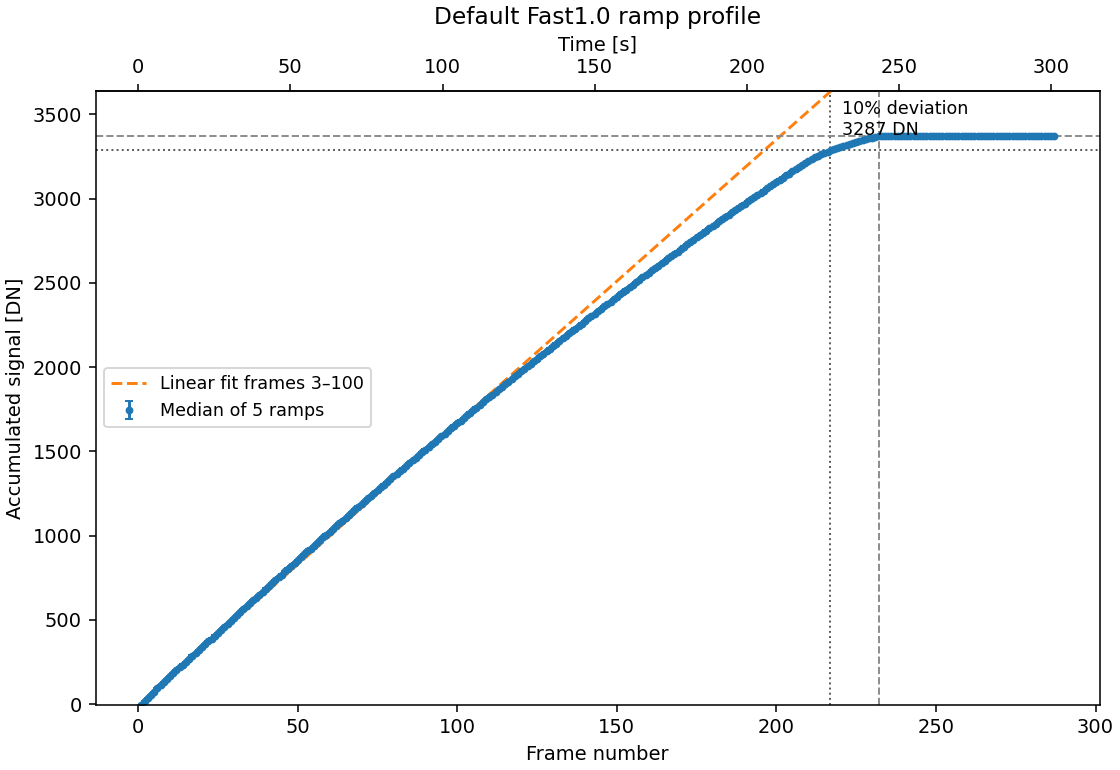 Default Fast1.0 ramp profile
Time [s]
0 50 100 150 200 250 300
10% deviation
3287 DN
3500
3000
2500
2000
1500
1000
500
0
Accumulated signal [DN]
Linear fit frames 3–100
Median of 5 ramps
0 50 100 150 200 250 300
Frame number